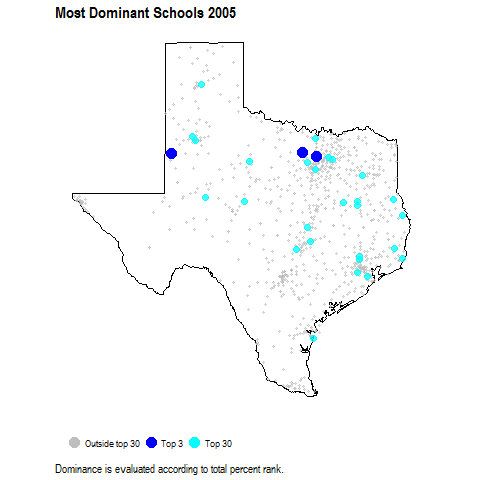 Most Dominant Schools 2005
Outside top 30 Top 3 Top 30
Dominance is evaluated according to total percent rank.